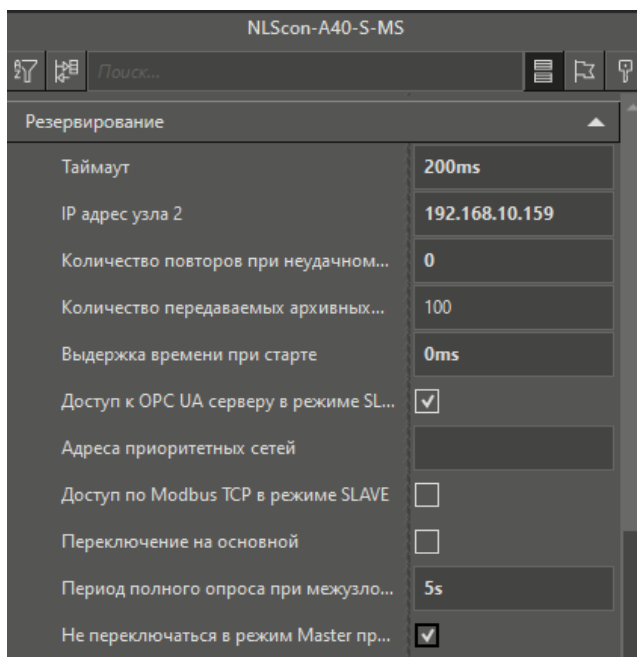 NLScon-A40-S-MS
Поиск...
Резервирование
Таймаут 200ms
IP адрес узла 2 192.168.10.159
Количество повторов при неудачном... 0
Количество передаваемых архивных... 100
Выдержка времени при старте 0ms
Доступ к OPC UA серверу в режиме SL...
Адреса приоритетных сетей
Доступ по Modbus TCP в режиме SLAVE
Переключение на основной
Период полного опроса при межузло... 5s
Не переключаться в режим Master пр...